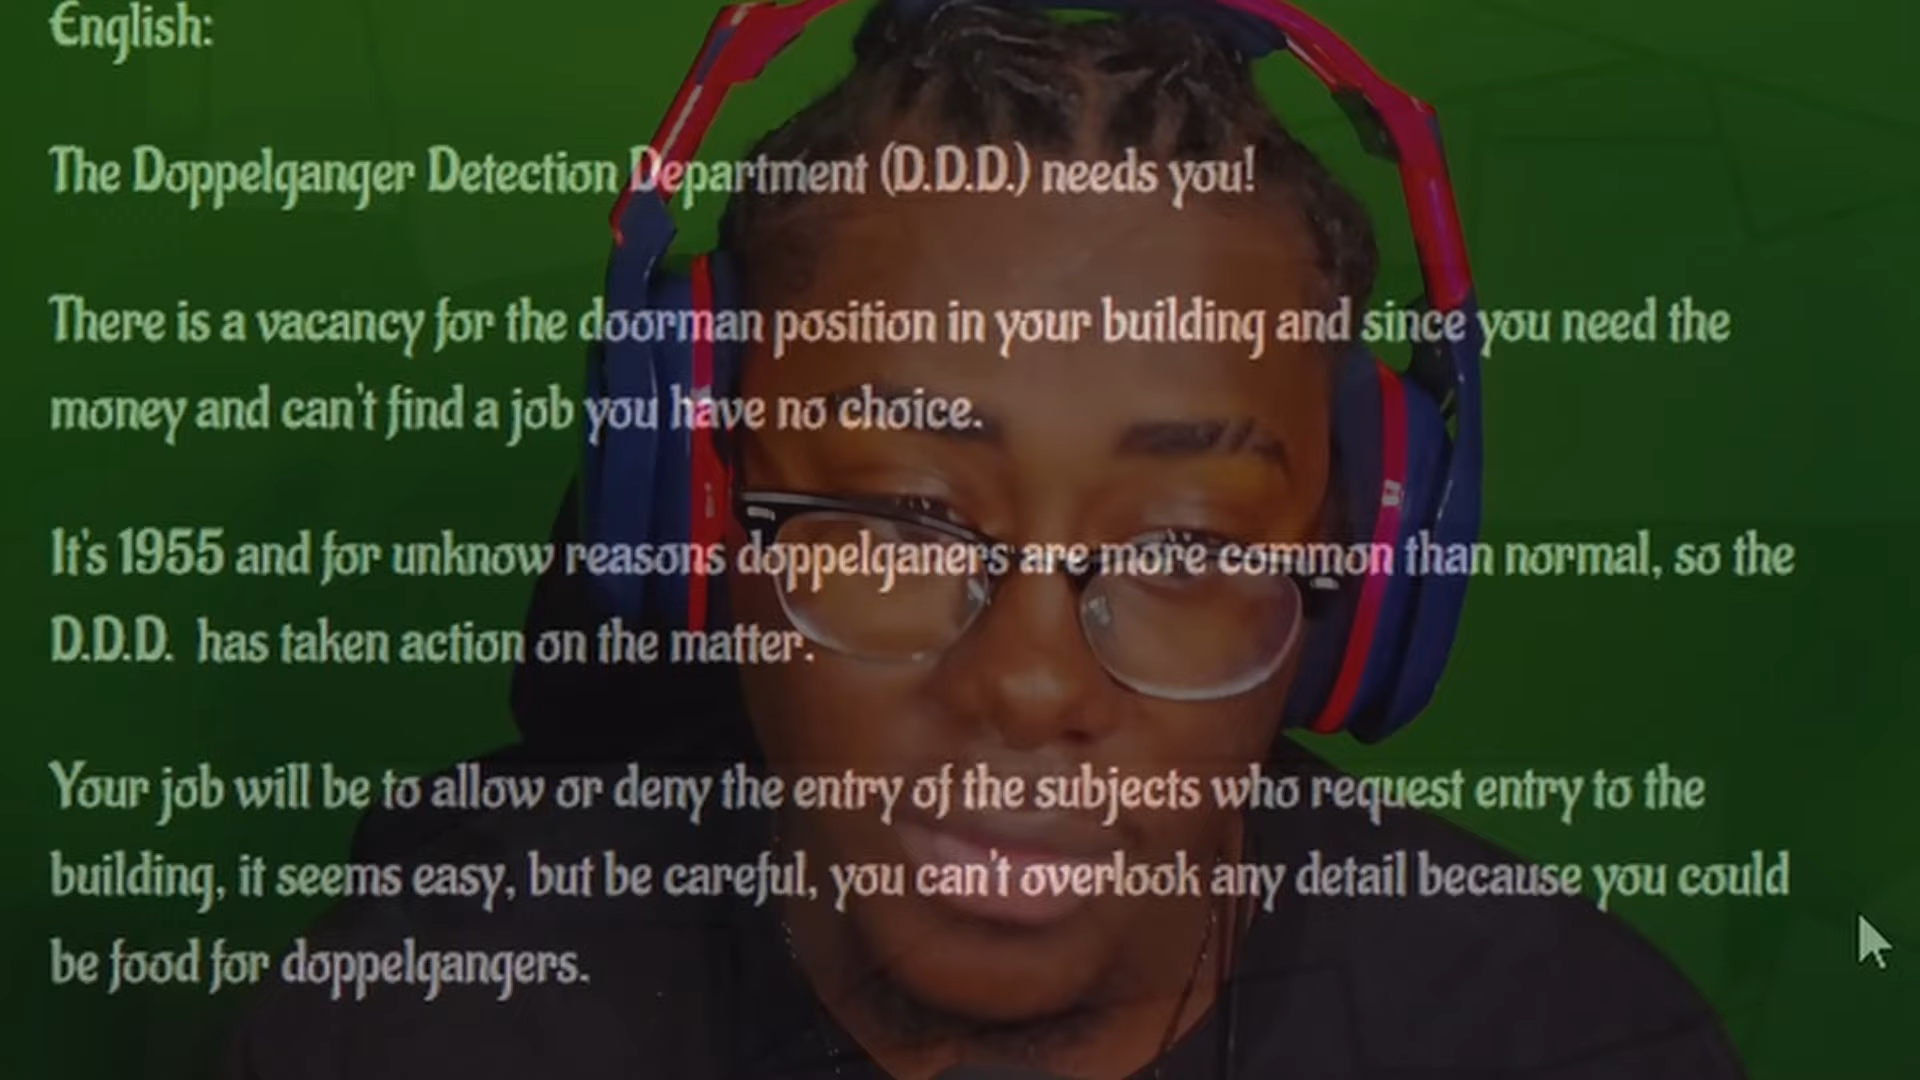 English:
The Doppelganger Detection Department (D.D.D.) needs you!
There is a vacancy for the doorman position in your building and since you need the
money and can't find a job you have no choice.
It's 1955 and for unknow reasons doppelganers are more common than normal, so the
D.D.D. has taken action on the matter.
Your job will be to allow or deny the entry of the subjects who request entry to the
building, it seems easy, but be careful, you can't overlook any detail because you could
be food for doppelgangers.